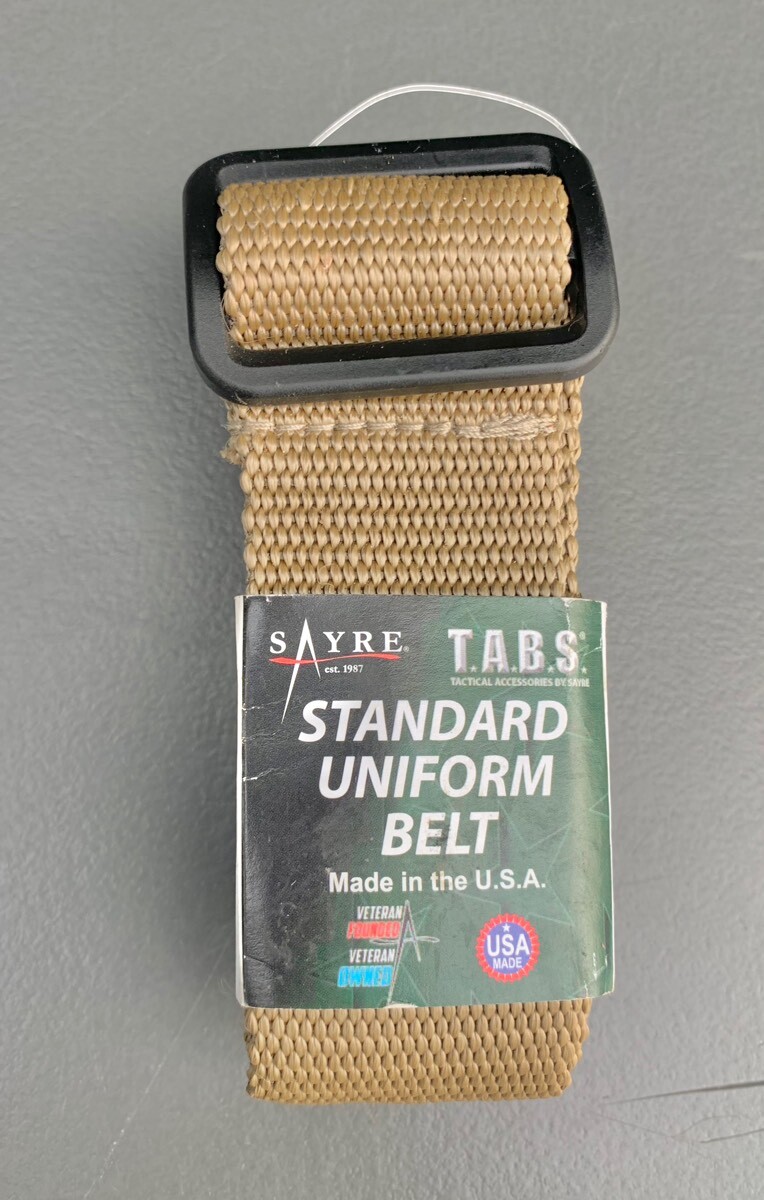 SAYRE®
est. 1987
T.A.B.S.®
TACTICAL ACCESSORIES BY SAYRE
STANDARD
UNIFORM
BELT
Made in the U.S.A.
VETERAN
FOUNDED
VETERAN
OWNED
USA
MADE